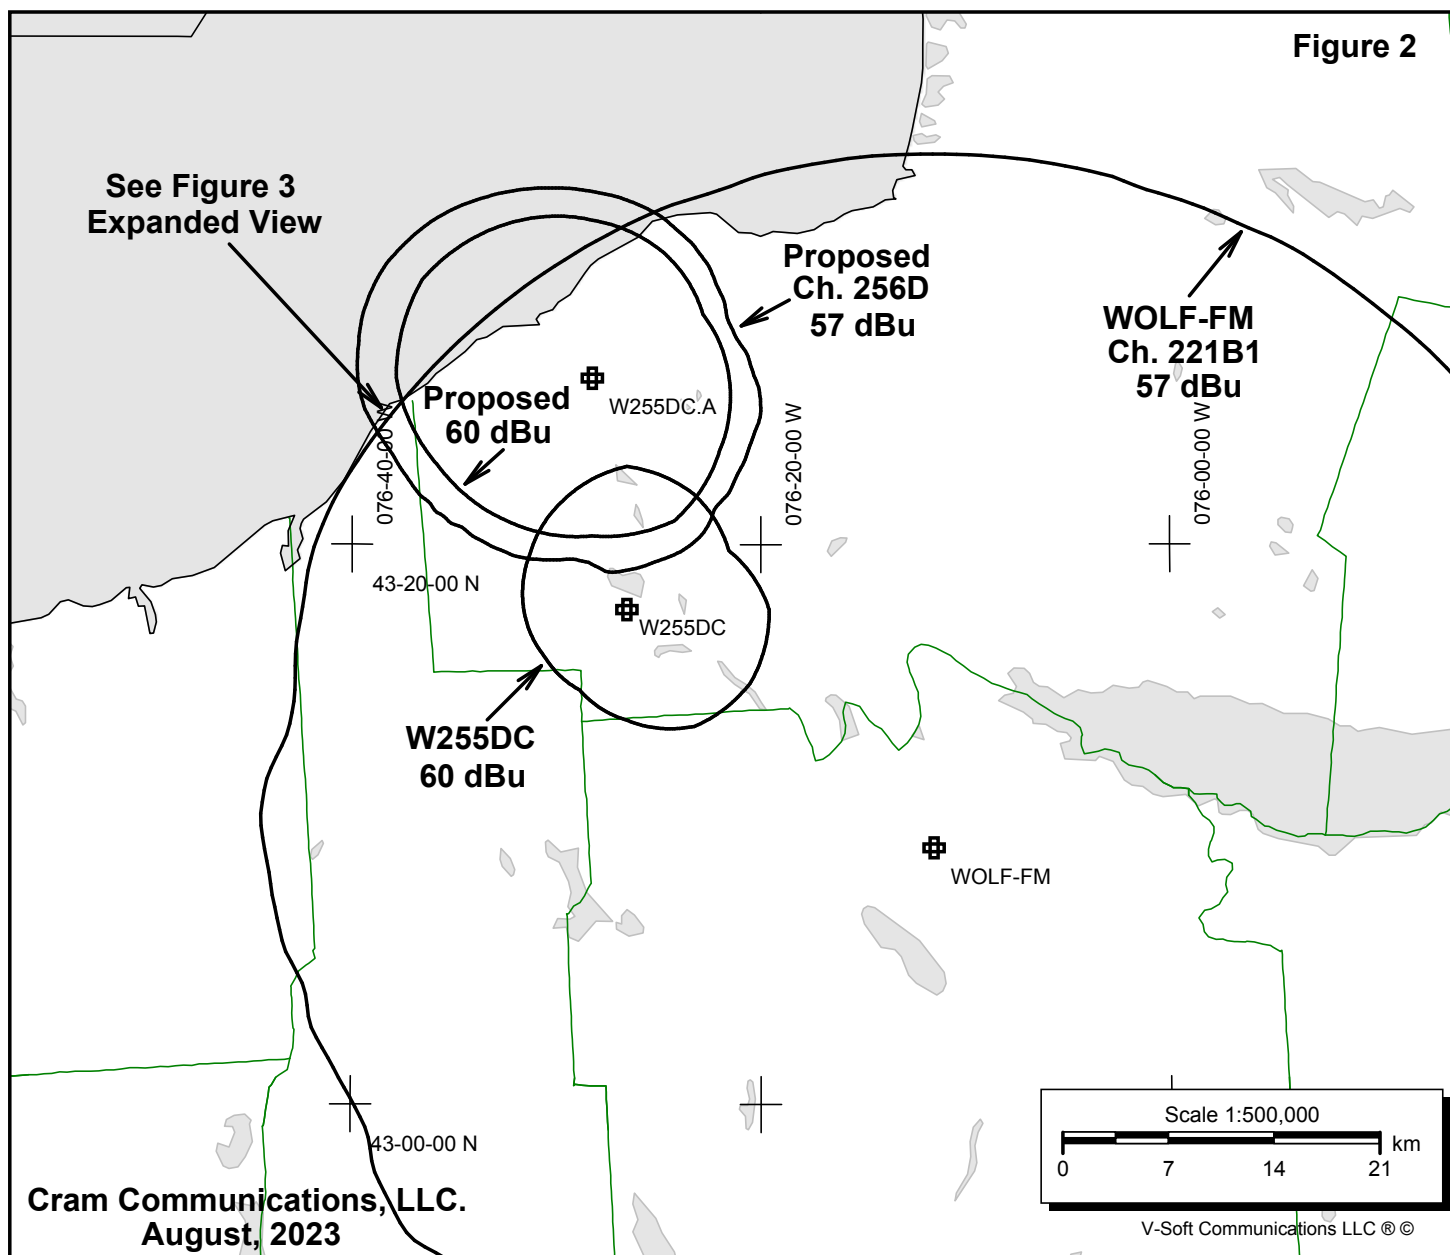 Figure 2
See Figure 3
Expanded View
Proposed
Ch. 256D
57 dBu
WOLF-FM
Ch. 221B1
57 dBu
Proposed
60 dBu
W255DC.A
076-40-00 W
076-20-00 W
076-00-00 W
43-20-00 N
W255DC
W255DC
60 dBu
WOLF-FM
43-00-00 N
Scale 1:500,000
km
0 7 14 21
Cram Communications, LLC.
August, 2023
V-Soft Communications LLC ® ©